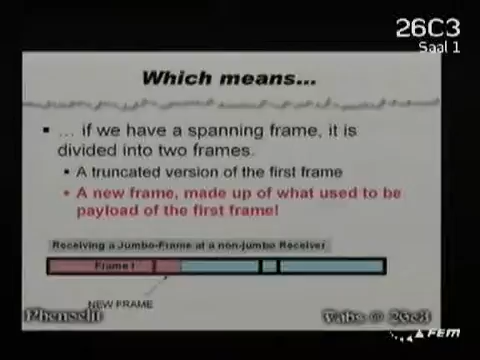 26C3
Saal 1
Which means...
... if we have a spanning frame, it is
divided into two frames.
A truncated version of the first frame
A new frame, made up of what used to be
payload of the first frame!
Receiving a Jumbo-Frame at a non-jumbo Receiver
Frame 1
NEW FRAME
FEM